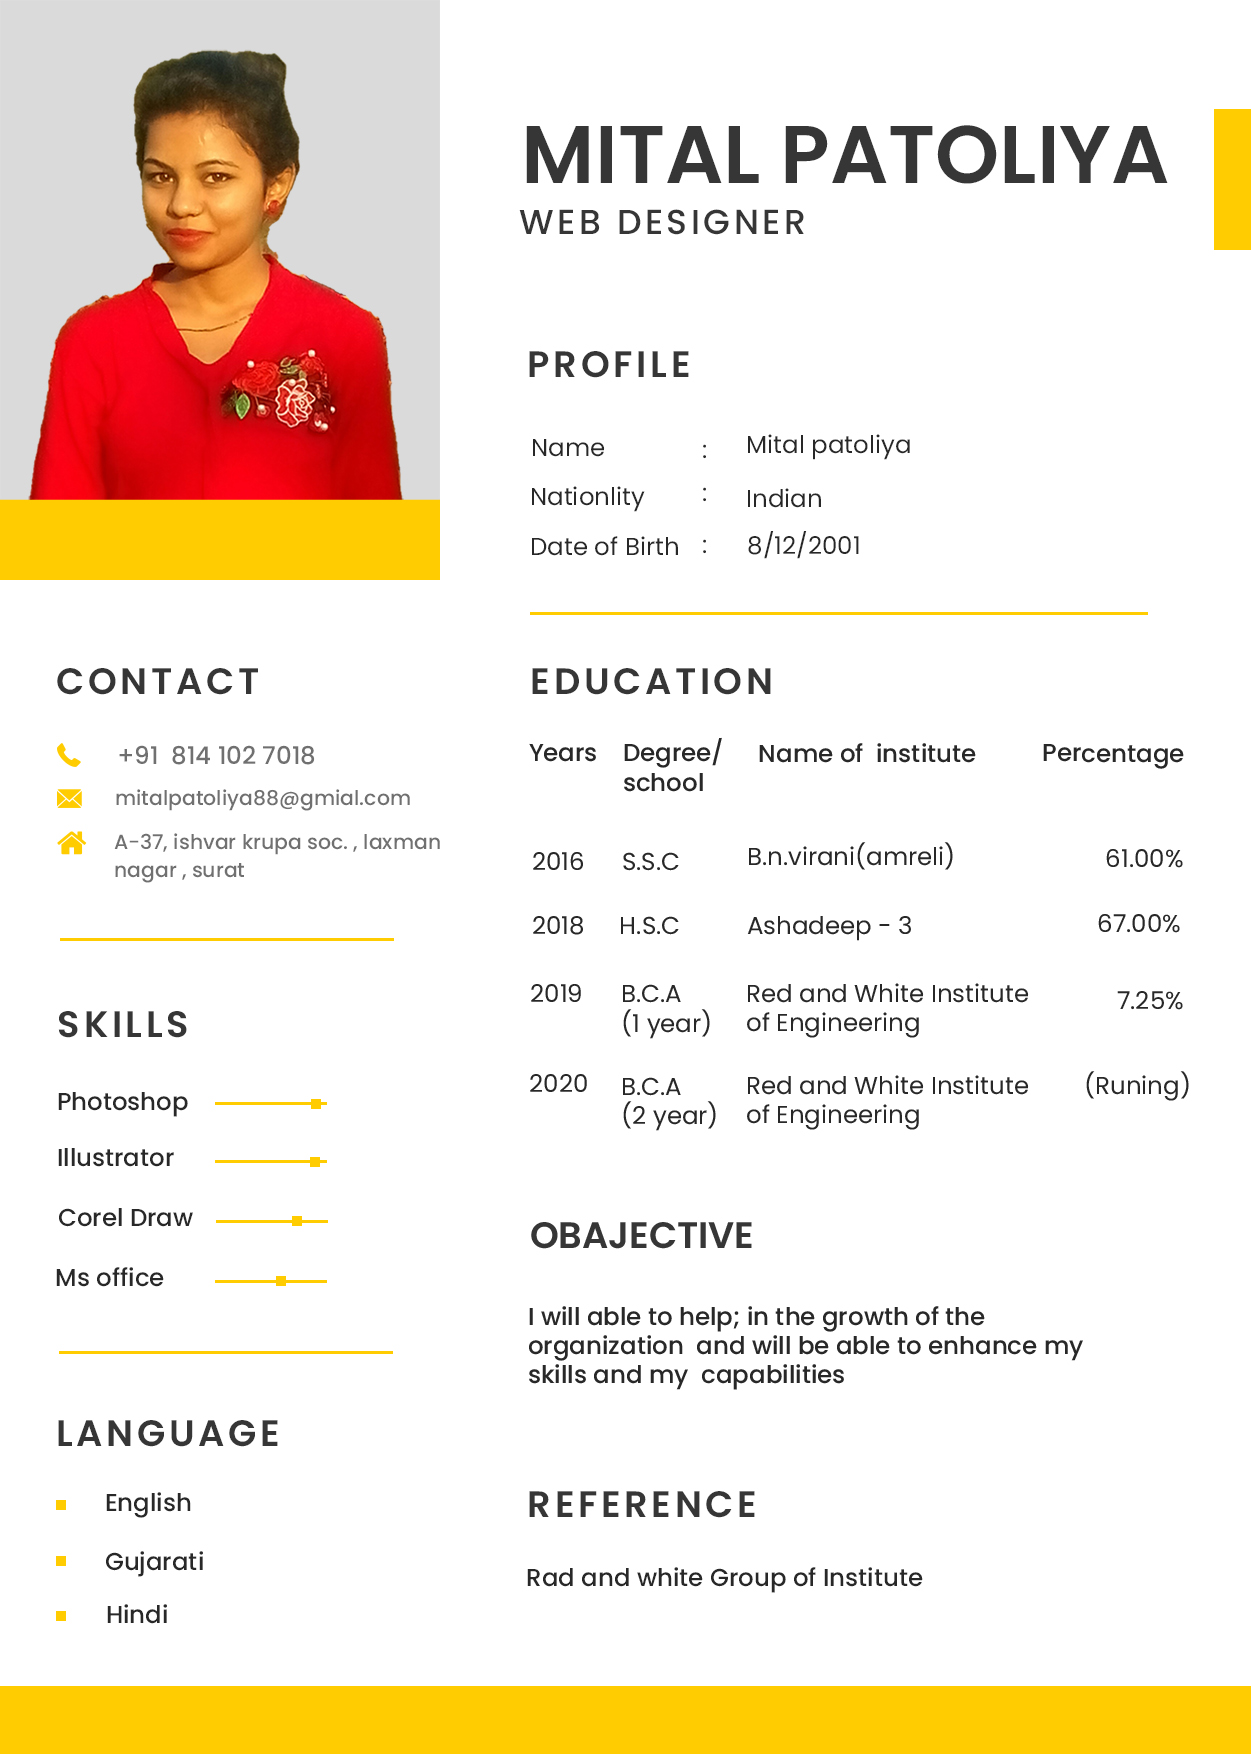 MITAL PATOLIYA
WEB DESIGNER
PROFILE
Name : Mital patoliya
Nationlity : Indian
Date of Birth : 8/12/2001
CONTACT
+91 814 102 7018
mitalpatoliya88@gmial.com
A-37, ishvar krupa soc. , laxman
nagar , surat
SKILLS
Photoshop
Illustrator
Corel Draw
Ms office
LANGUAGE
English
Gujarati
Hindi
EDUCATION
Years Degree/ Name of institute Percentage
school
2016 S.S.C B.n.virani(amreli) 61.00%
2018 H.S.C Ashadeep - 3 67.00%
2019 B.C.A Red and White Institute 7.25%
(1 year) of Engineering
2020 B.C.A Red and White Institute (Runing)
(2 year) of Engineering
OBAJECTIVE
I will able to help; in the growth of the
organization and will be able to enhance my
skills and my capabilities
REFERENCE
Rad and white Group of Institute